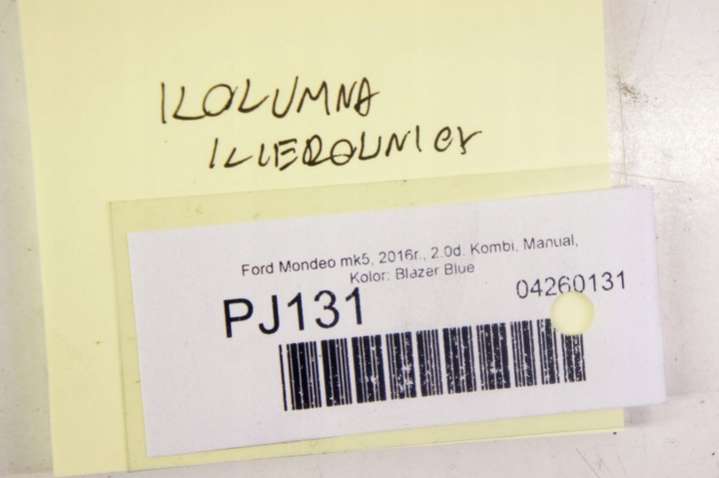 KOLUMNA
KIEROWNICY
Ford Mondeo mk5, 2016r., 2.0d. Kombi, Manual,
Kolor: Blazer Blue
PJ131
04260131